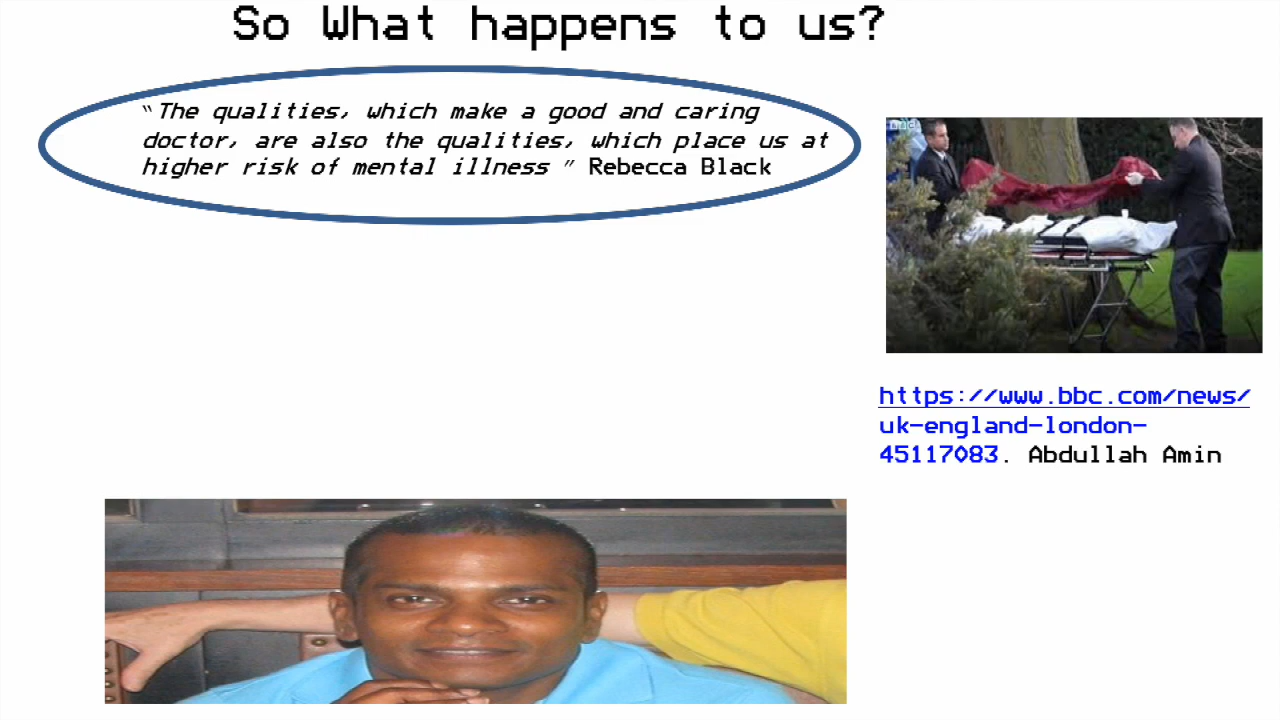 So What happens to us?
“The qualities, which make a good and caring
doctor, are also the qualities, which place us at
higher risk of mental illness ” Rebecca Black
https://www.bbc.com/news/
uk-england-london-
45117083. Abdullah Amin